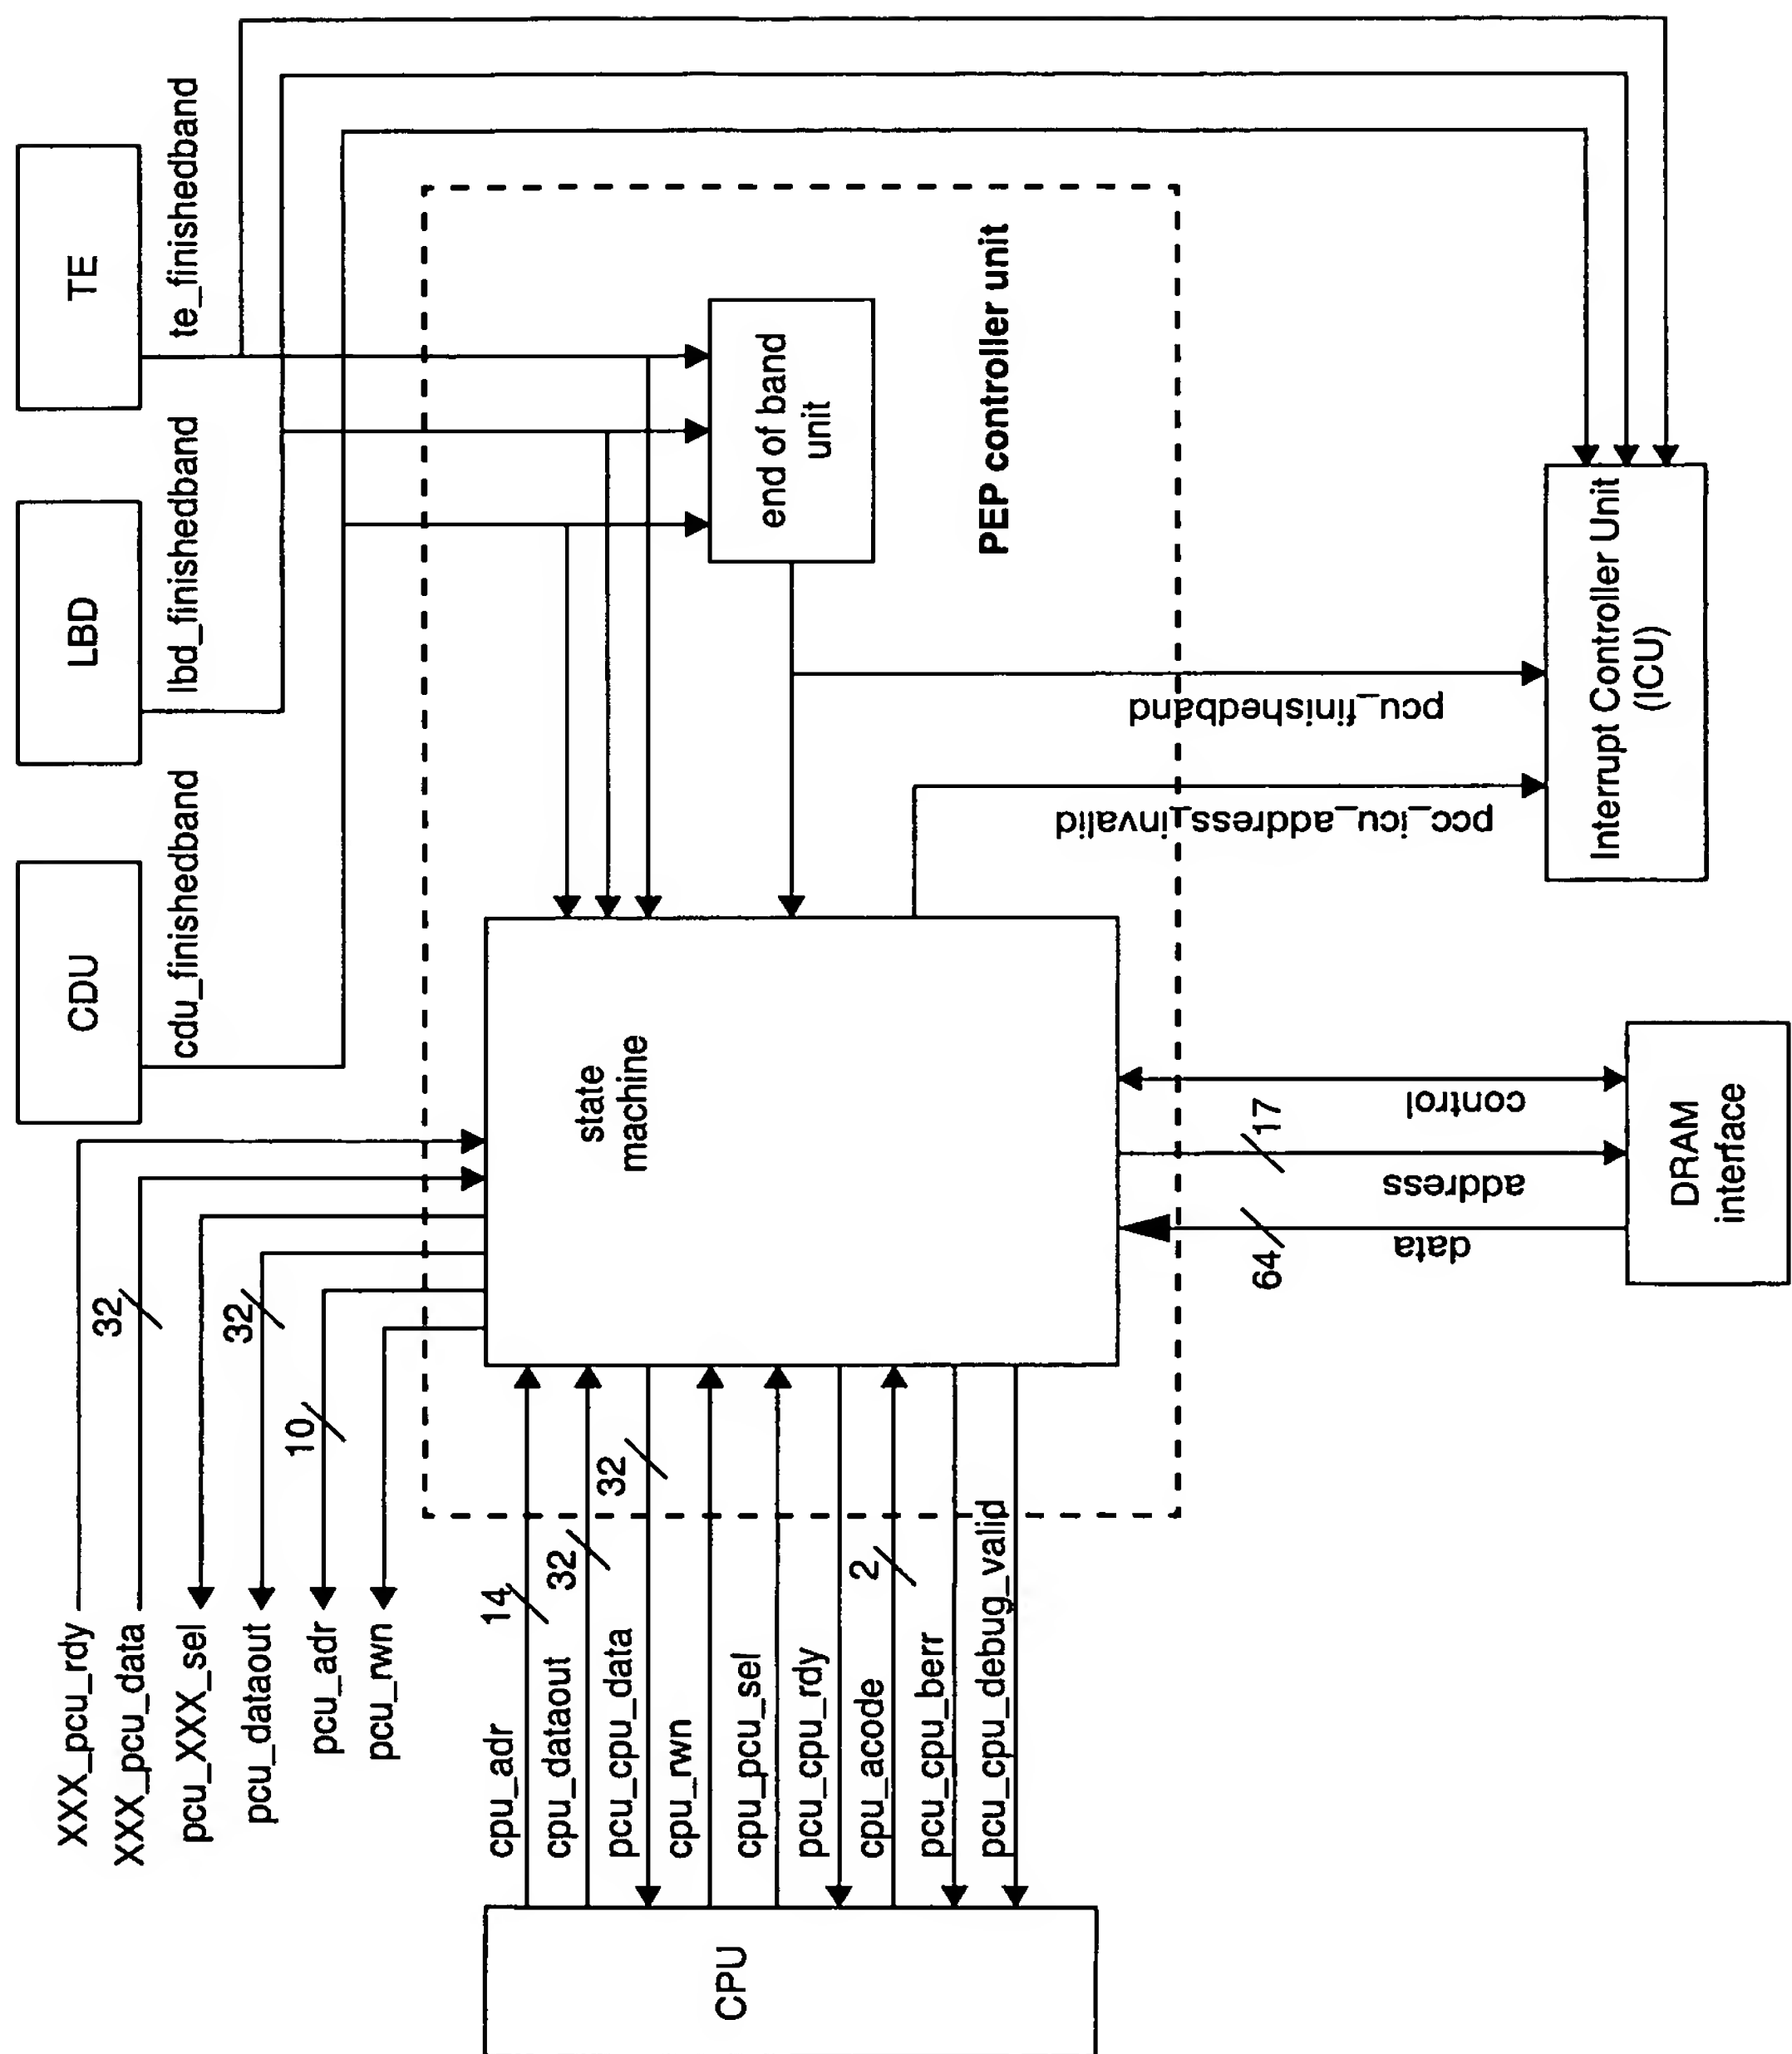 CDU
LBD
TE
cdu_finishedband
lbd_finishedband
te_finishedband
XXX_pcu_rdy
XXX_pcu_data
32
pcu_XXX_sel
pcu_dataout
32
pcu_adr
10
pcu_rwn
CPU
cpu_adr
14
cpu_dataout
32
pcu_cpu_data
32
cpu_rwn
cpu_pcu_sel
pcu_cpu_rdy
cpu_acode
2
pcu_cpu_berr
pcu_cpu_debug_valid
state
machine
end of band
unit
PEP controller unit
64
data
17
address
control
pcc_icu_address_invalid
pcu_finishedband
DRAM
interface
Interrupt Controller Unit
(ICU)